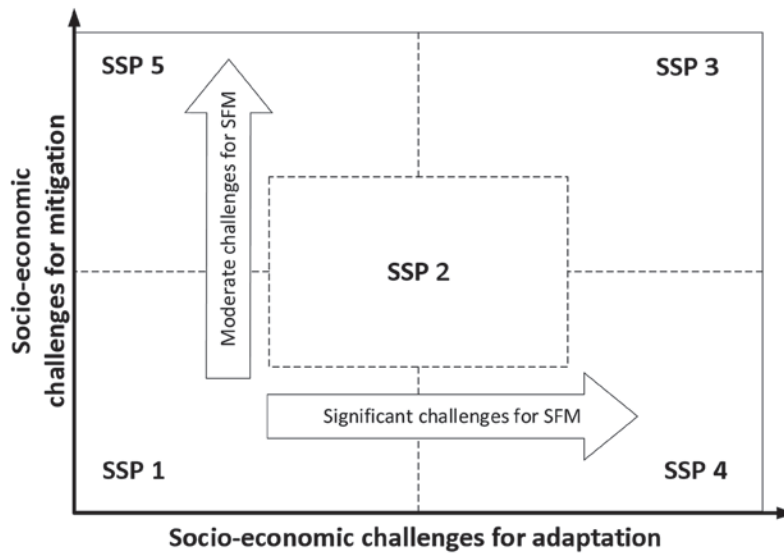 SSP 5
SSP 3
Moderate challenges for SFM
Socio-economic
challenges for mitigation
SSP 2
Significant challenges for SFM
SSP 1
SSP 4
Socio-economic challenges for adaptation